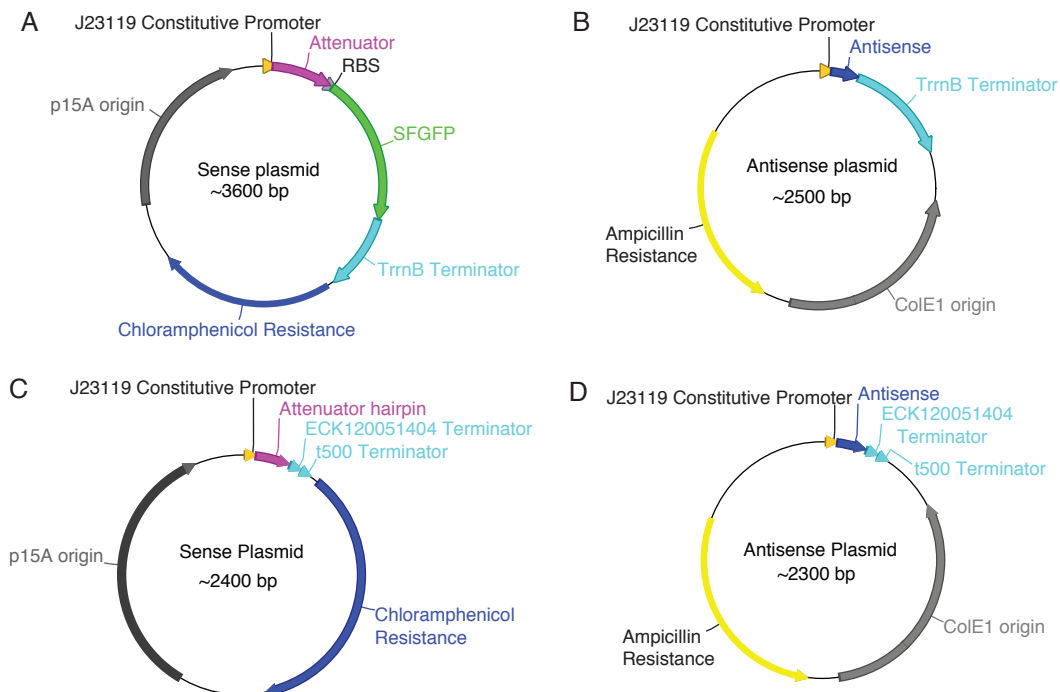 A
J23119 Constitutive Promoter
Attenuator
RBS
p15A origin
SFGFP
Sense plasmid
~3600 bp
TrrnB Terminator
Chloramphenicol Resistance
B
J23119 Constitutive Promoter
Antisense
TrrnB Terminator
Antisense plasmid
~2500 bp
Ampicillin
Resistance
ColE1 origin
C
J23119 Constitutive Promoter
Attenuator hairpin
ECK120051404 Terminator
t500 Terminator
p15A origin
Sense Plasmid
~2400 bp
Chloramphenicol
Resistance
D
J23119 Constitutive Promoter
Antisense
ECK120051404
Terminator
t500 Terminator
Antisense Plasmid
~2300 bp
Ampicillin
Resistance
ColE1 origin